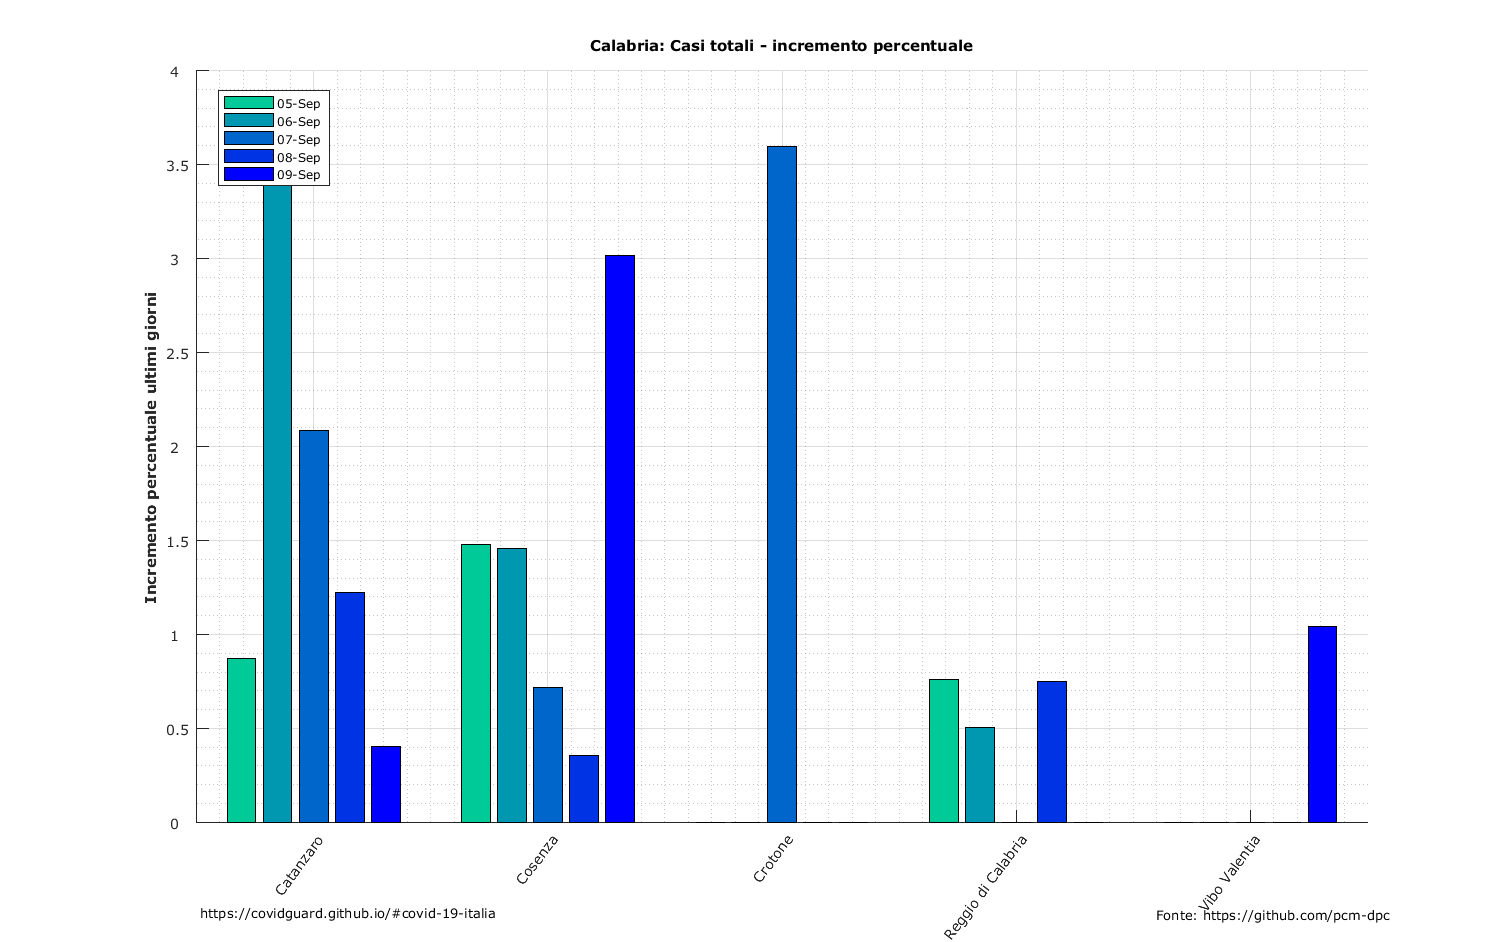 Calabria: Casi totali - incremento percentuale
4
3.5
3
2.5
2
1.5
1
0.5
0
Incremento percentuale ultimi giorni
05-Sep
06-Sep
07-Sep
08-Sep
09-Sep
Catanzaro
Cosenza
Crotone
Reggio di Calabria
Vibo Valentia
https://covidguard.github.io/#covid-19-italia
Fonte: https://github.com/pcm-dpc